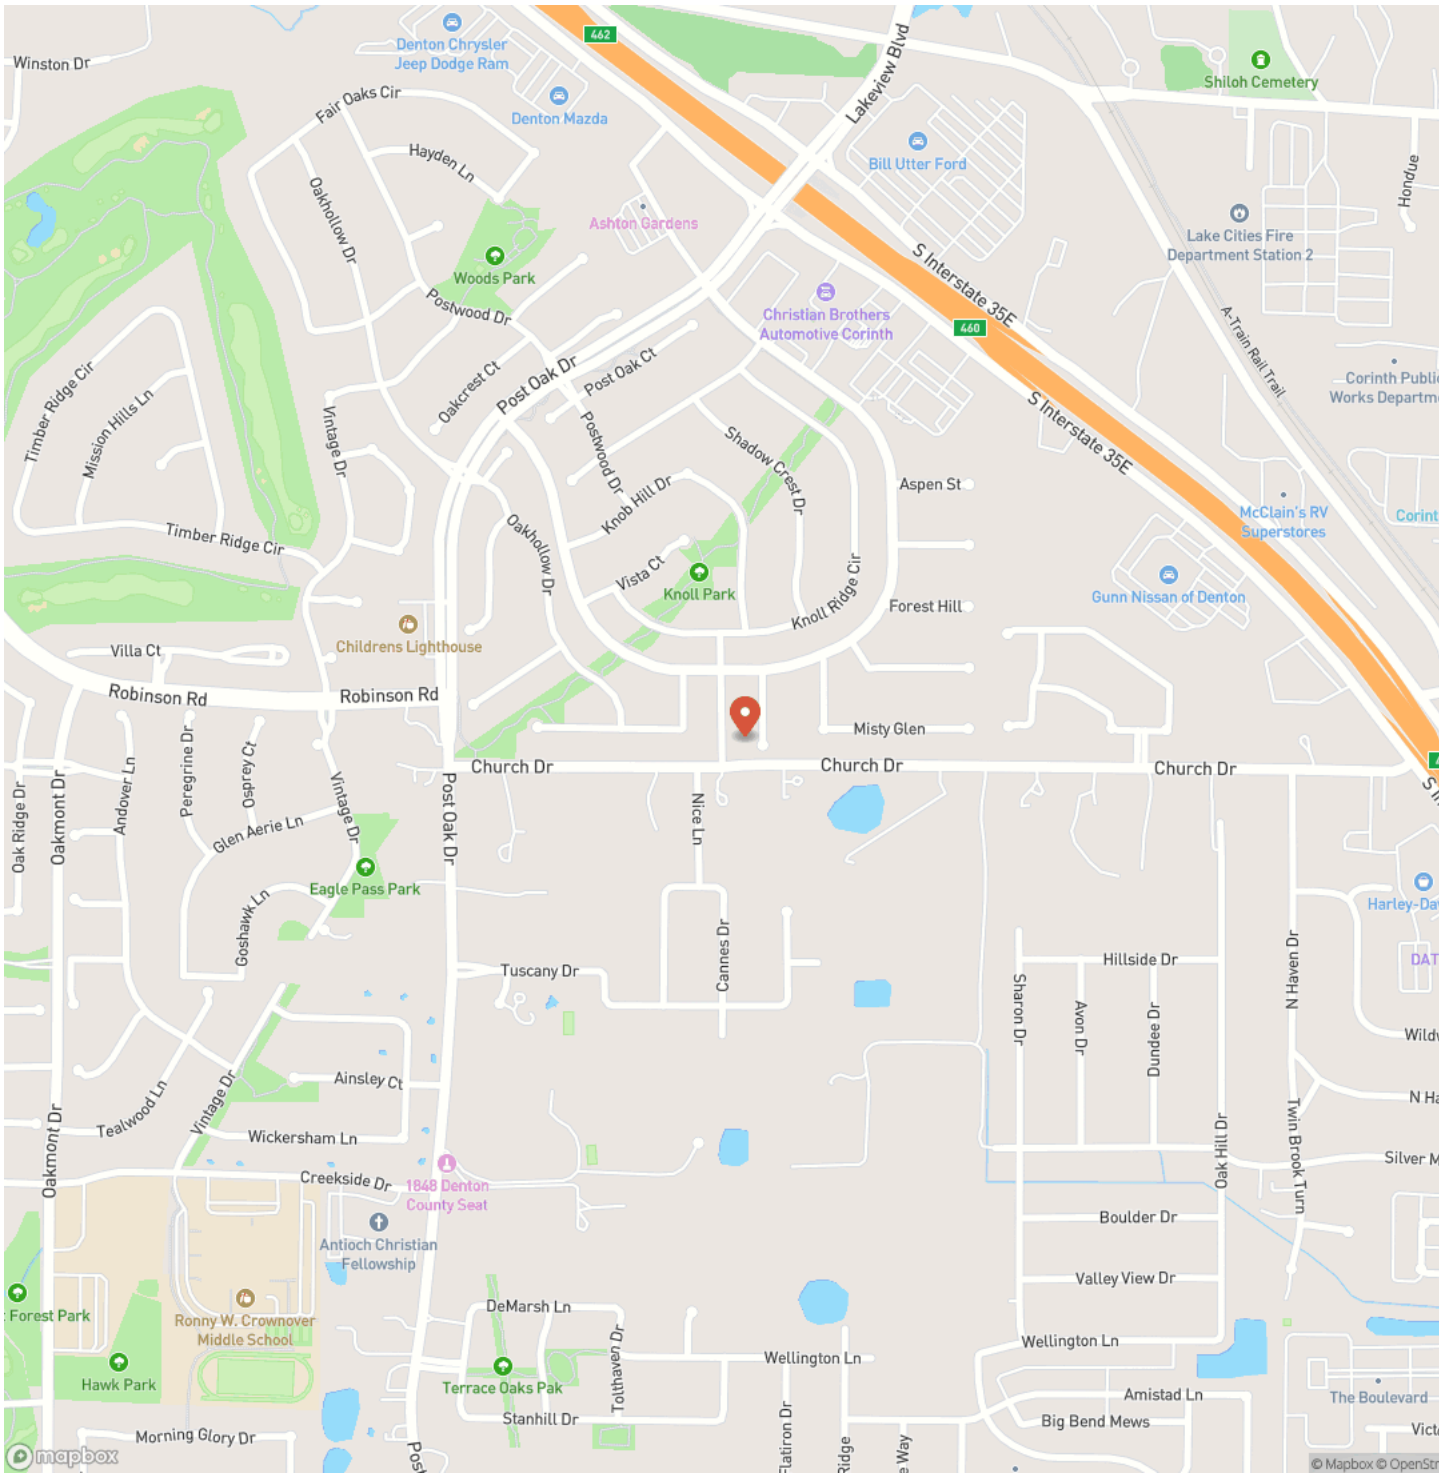 462
Denton Chrysler
Jeep Dodge Ram
Winston Dr
Lakeview Blvd
Shiloh Cemetery
Fair Oaks Cir
Denton Mazda
Hayden Ln
Bill Utter Ford
Hondue
Oakhollow Dr
Ashton Gardens
Lake Cities Fire
Department Station 2
Woods Park
S Interstate 35E
Postwood Dr
Christian Brothers
Automotive Corinth
460
A-Train Rail Trail
Timber Ridge Cir
Mission Hills Ln
Oakcrest Ct
Post Oak Dr
Post Oak Ct
Corinth Public
Works Departm
S Interstate 35E
Vintage Dr
Postwood Dr
Shadow Crest Dr
Knob Hill Dr
Aspen St
McClain's RV
Superstores
Corint
Timber Ridge Cir
Oakhollow Dr
Vista Ct
Knoll Park
Knoll Ridge Cir
Gunn Nissan of Denton
Forest Hill
Childrens Lighthouse
Villa Ct
Robinson Rd
Robinson Rd
Misty Glen
Church Dr
Church Dr
Church Dr
4
S In
Peregrine Dr
Osprey Ct
Andover Ln
Oak Ridge Dr
Oakmont Dr
Vintage Dr
Post Oak Dr
Nice Ln
Glen Aerie Ln
Eagle Pass Park
Harley-Da
Goshawk Ln
Cannes Dr
Tuscany Dr
Hillside Dr
N Haven Dr
DAT
Sharon Dr
Avon Dr
Dundee Dr
Wildw
Ainsley Ct
Tealwood Ln
Vintage Dr
N Ha
Oakmont Dr
Wickersham Ln
Oak Hill Dr
Twin Brook Turn
Silver M
Creekside Dr
1848 Denton
County Seat
Boulder Dr
Antioch Christian
Fellowship
Valley View Dr
Forest Park
Ronny W. Crownover
Middle School
DeMarsh Ln
Tolthaven Dr
Wellington Ln
Wellington Ln
Hawk Park
Terrace Oaks Pak
Amistad Ln
The Boulevard
Stanhill Dr
Big Bend Mews
Morning Glory Dr
Flatiron Dr
Ridge
e Way
Victo
Post
mapbox
© Mapbox © OpenStr